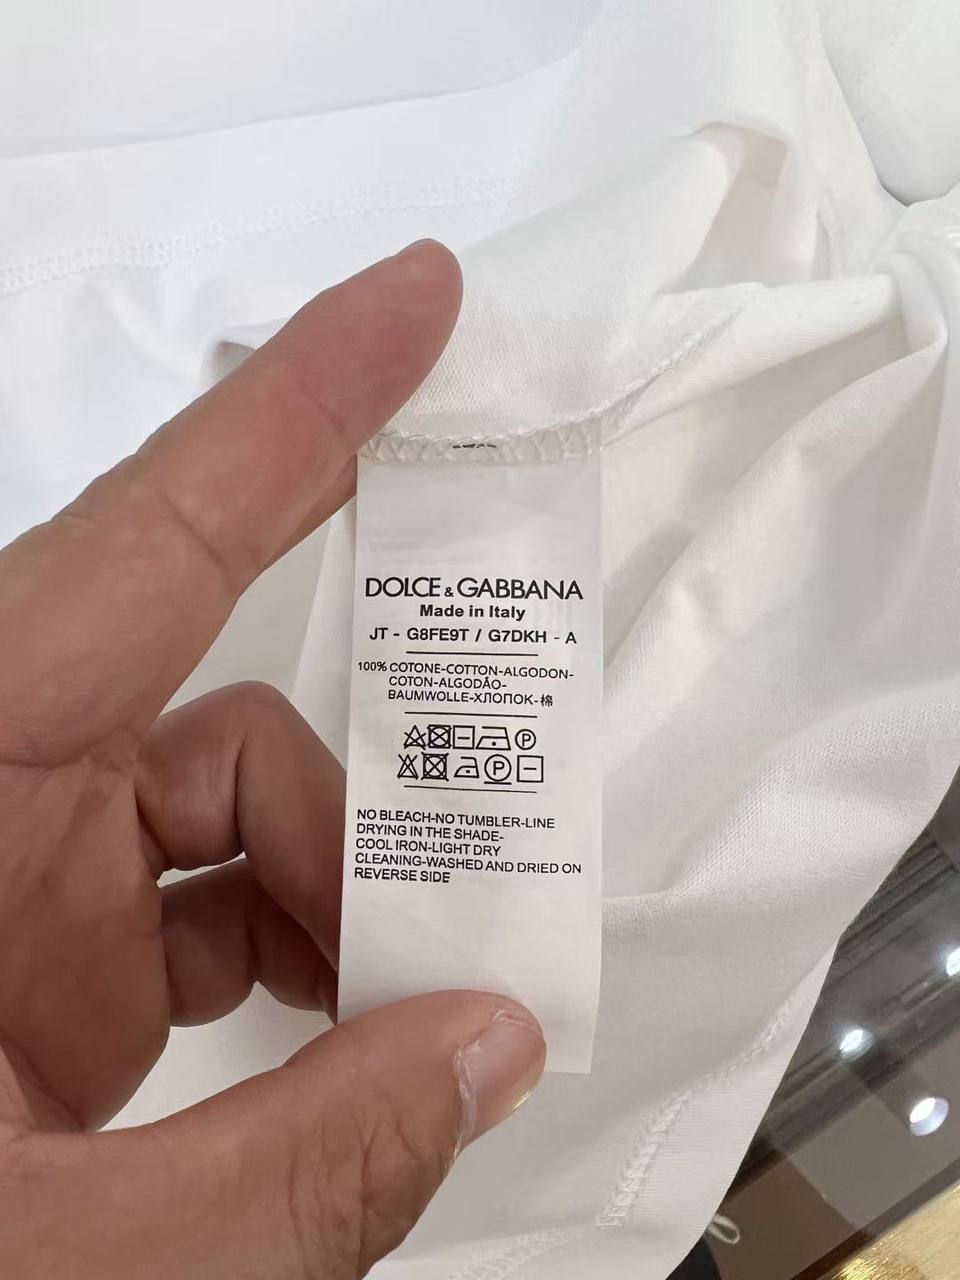 DOLCE & GABBANA
Made in Italy
JT - G8FE9T / G7DKH - A
100% COTONE-COTTON-ALGODON-
COTON-ALGODÃO-
BAUMWOLLE-ХЛОПОК-棉
P
P
NO BLEACH-NO TUMBLER-LINE
DRYING IN THE SHADE-
COOL IRON-LIGHT DRY
CLEANING-WASHED AND DRIED ON
REVERSE SIDE